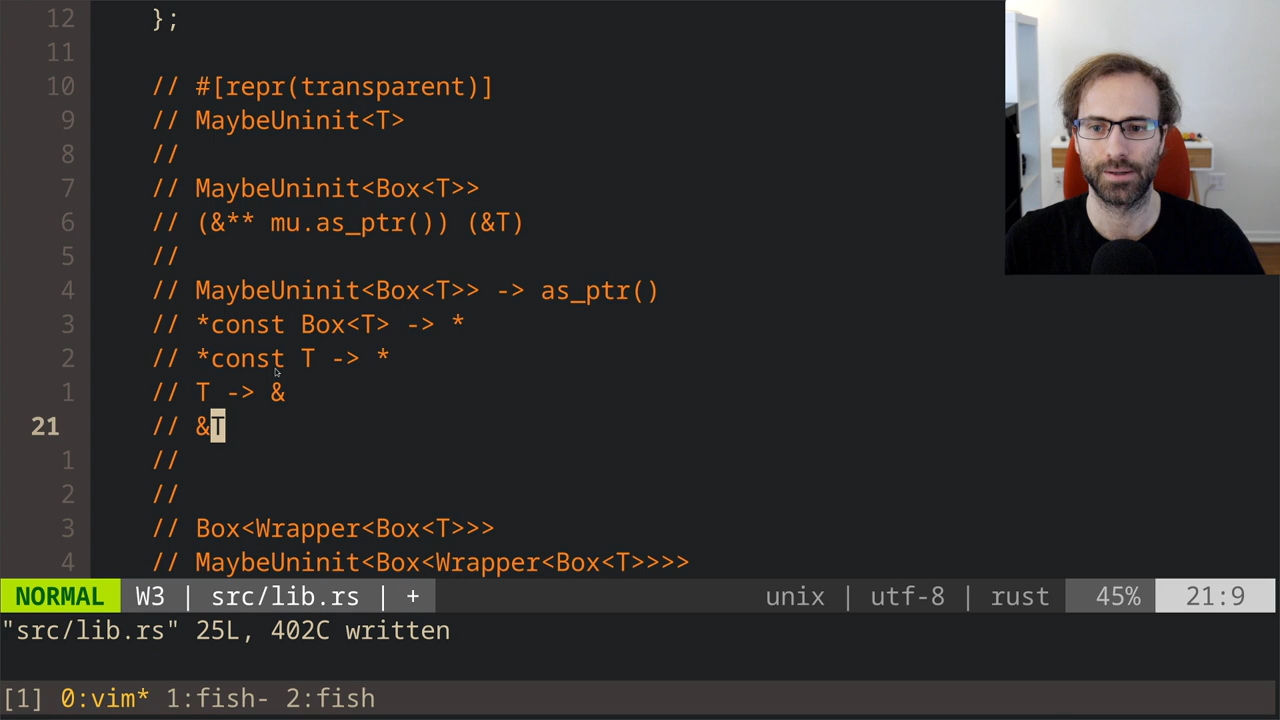 12 };
11
10 // #[repr(transparent)]
9 // MaybeUninit<T>
8 //
7 // MaybeUninit<Box<T>>
6 // (&** mu.as_ptr()) (&T)
5 //
4 // MaybeUninit<Box<T>> -> as_ptr()
3 // *const Box<T> -> *
2 // *const T -> *
1 // T -> &
21 // &T
1 //
2 //
3 // Box<Wrapper<Box<T>>>
4 // MaybeUninit<Box<Wrapper<Box<T>>>>
NORMAL W3 | src/lib.rs | + unix | utf-8 | rust 45% 21:9
"src/lib.rs" 25L, 402C written
[1] 0:vim* 1:fish- 2:fish